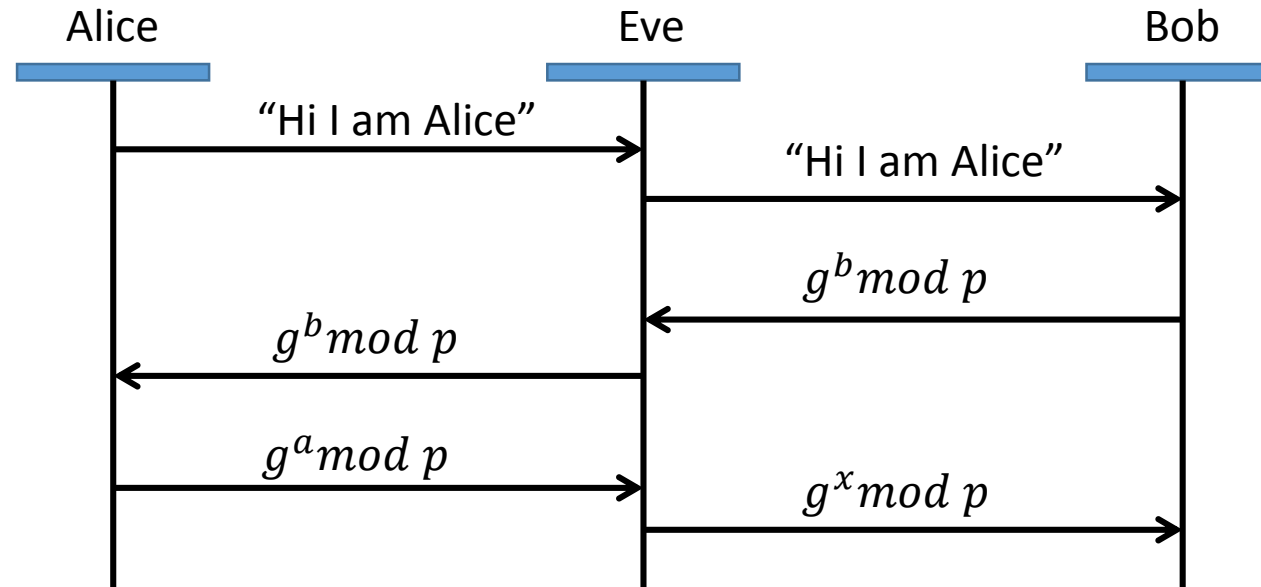 Alice Eve Bob
“Hi I am Alice”
“Hi I am Alice”
g^b mod p
g^b mod p
g^a mod p
g^x mod p